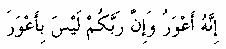 إِنَّهُ أَعْوَرُ وَإِنَّ رَبَّكُمْ لَيْسَ بِأَعْوَرَ